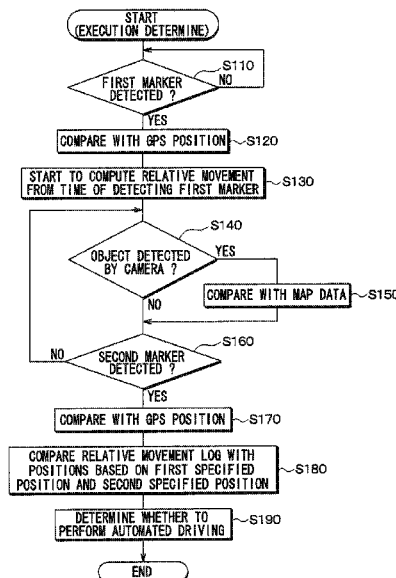 START
(EXECUTION DETERMINE)
S110
FIRST MARKER
DETECTED ?
NO
YES
S120
COMPARE WITH GPS POSITION
S130
START TO COMPUTE RELATIVE MOVEMENT
FROM TIME OF DETECTING FIRST MARKER
S140
OBJECT DETECTED
BY CAMERA ?
YES
NO
COMPARE WITH MAP DATA
S150
S160
SECOND MARKER
DETECTED ?
NO
YES
S170
COMPARE WITH GPS POSITION
COMPARE RELATIVE MOVEMENT LOG WITH
POSITIONS BASED ON FIRST SPECIFIED
POSITION AND SECOND SPECIFIED POSITION
S180
DETERMINE WHETHER TO
PERFORM AUTOMATED DRIVING
S190
END